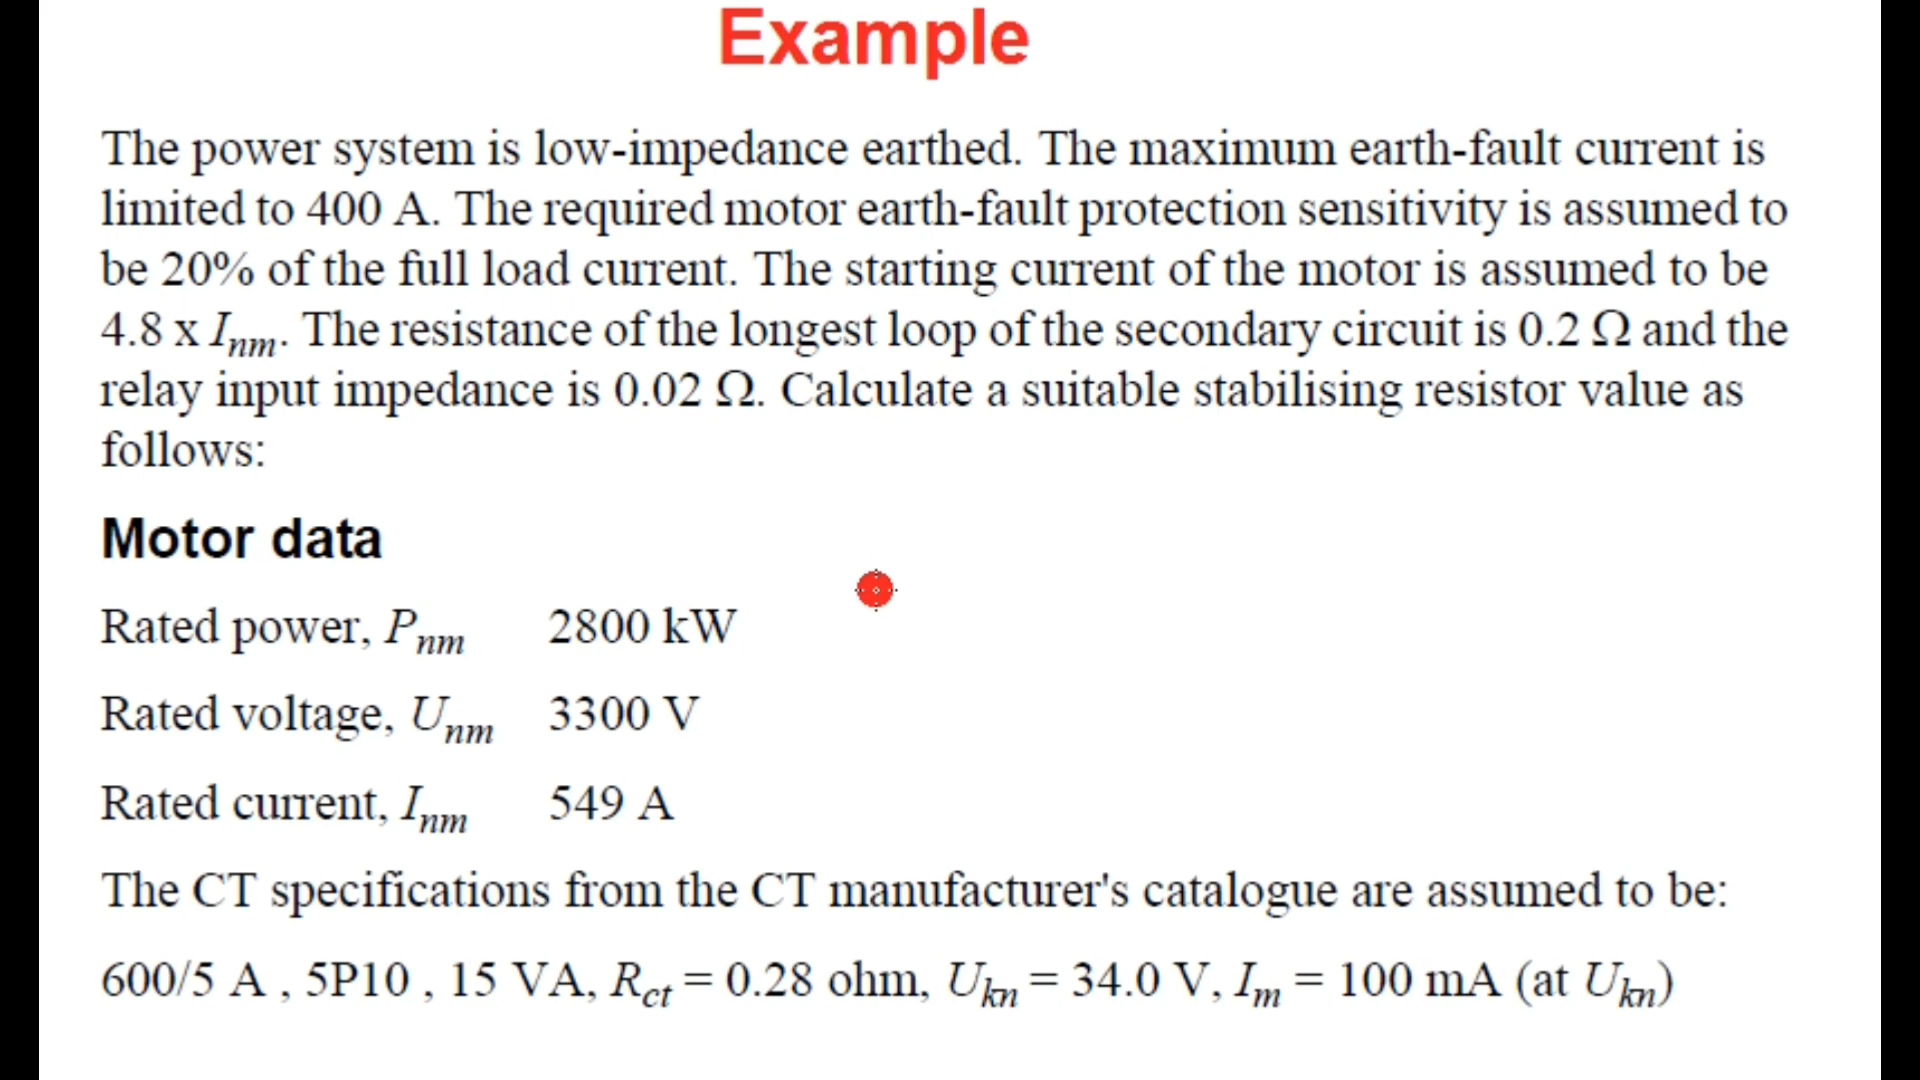 Example
The power system is low-impedance earthed. The maximum earth-fault current is
limited to 400 A. The required motor earth-fault protection sensitivity is assumed to
be 20% of the full load current. The starting current of the motor is assumed to be
4.8 x Inm. The resistance of the longest loop of the secondary circuit is 0.2 Ω and the
relay input impedance is 0.02 Ω. Calculate a suitable stabilising resistor value as
follows:
Motor data
Rated power, Pnm 2800 kW
Rated voltage, Unm 3300 V
Rated current, Inm 549 A
The CT specifications from the CT manufacturer's catalogue are assumed to be:
600/5 A , 5P10 , 15 VA, Rct = 0.28 ohm, Ukn = 34.0 V, Im = 100 mA (at Ukn)